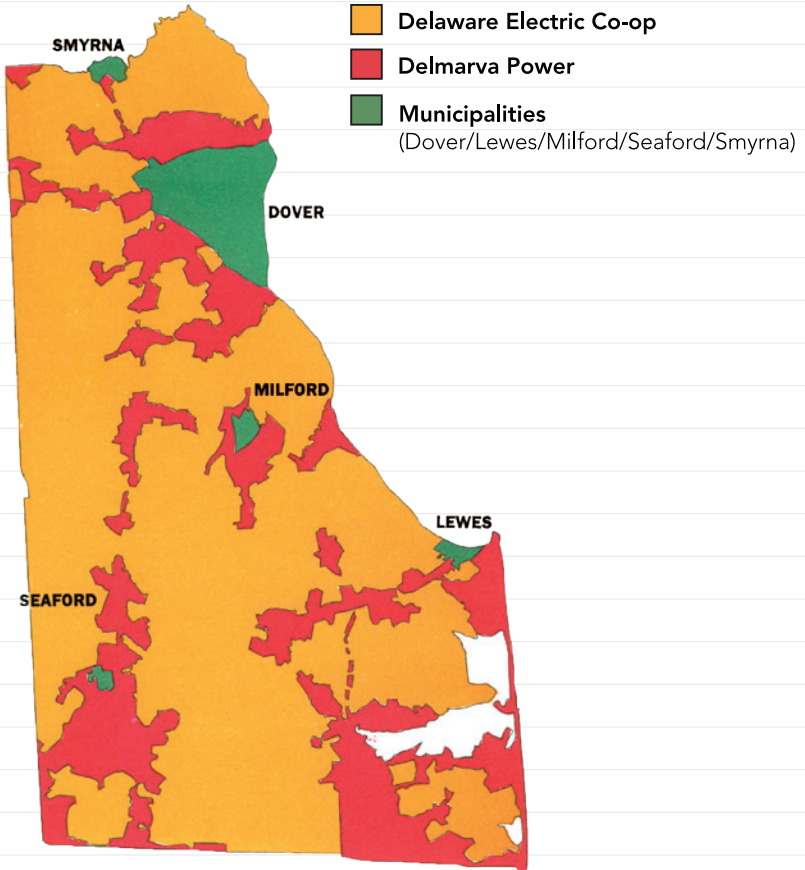 Delaware Electric Co-op
Delmarva Power
Municipalities
(Dover/Lewes/Milford/Seaford/Smyrna)
SMYRNA
DOVER
MILFORD
LEWES
SEAFORD